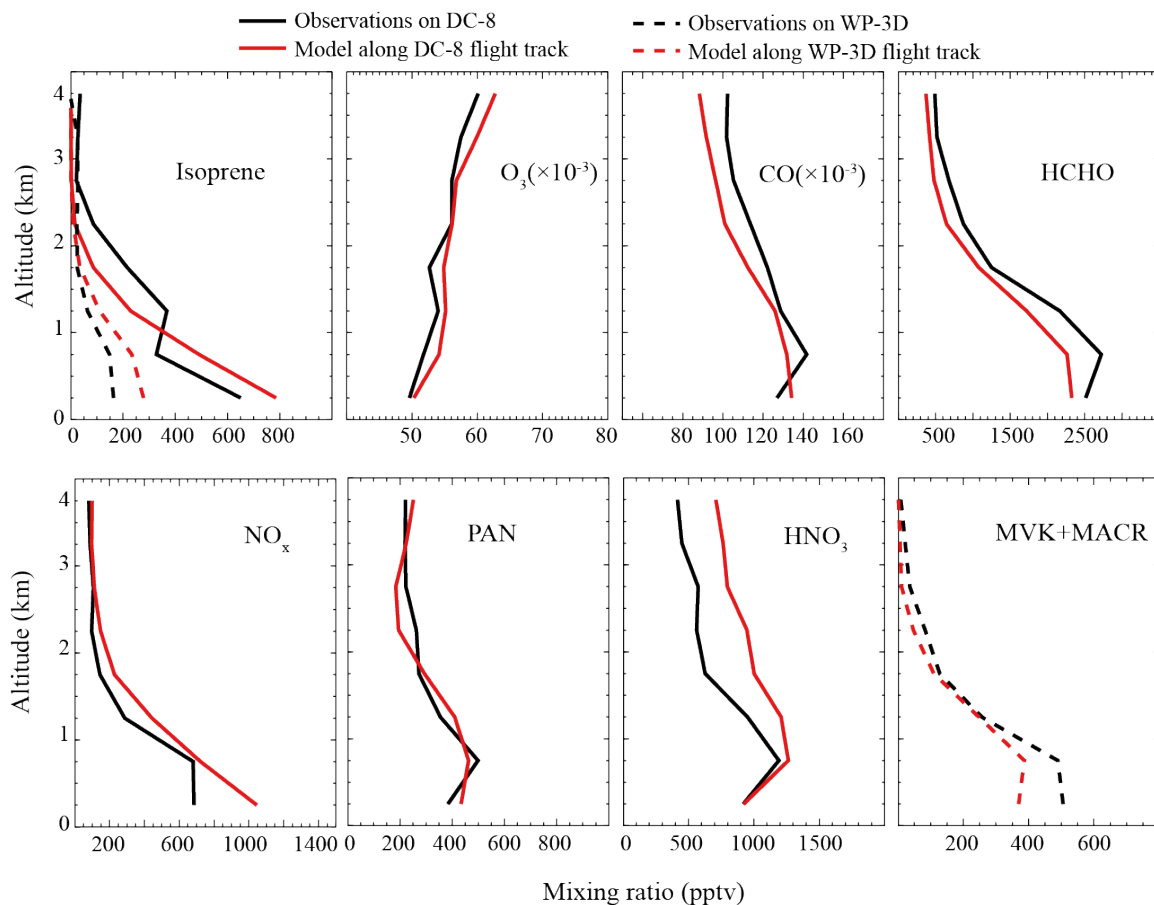 Observations on DC-8
Model along DC-8 flight track
Observations on WP-3D
Model along WP-3D flight track
Altitude (km)
4
3
2
1
0
Isoprene
0 200 400 600 800
O3(×10-3)
50 60 70 80
CO(×10-3)
80 100 120 140 160
HCHO
500 1500 2500
Altitude (km)
4
3
2
1
0
NOx
200 600 1000 1400
PAN
0 200 400 600 800
HNO3
0 500 1000 1500
MVK+MACR
0 200 400 600
Mixing ratio (pptv)